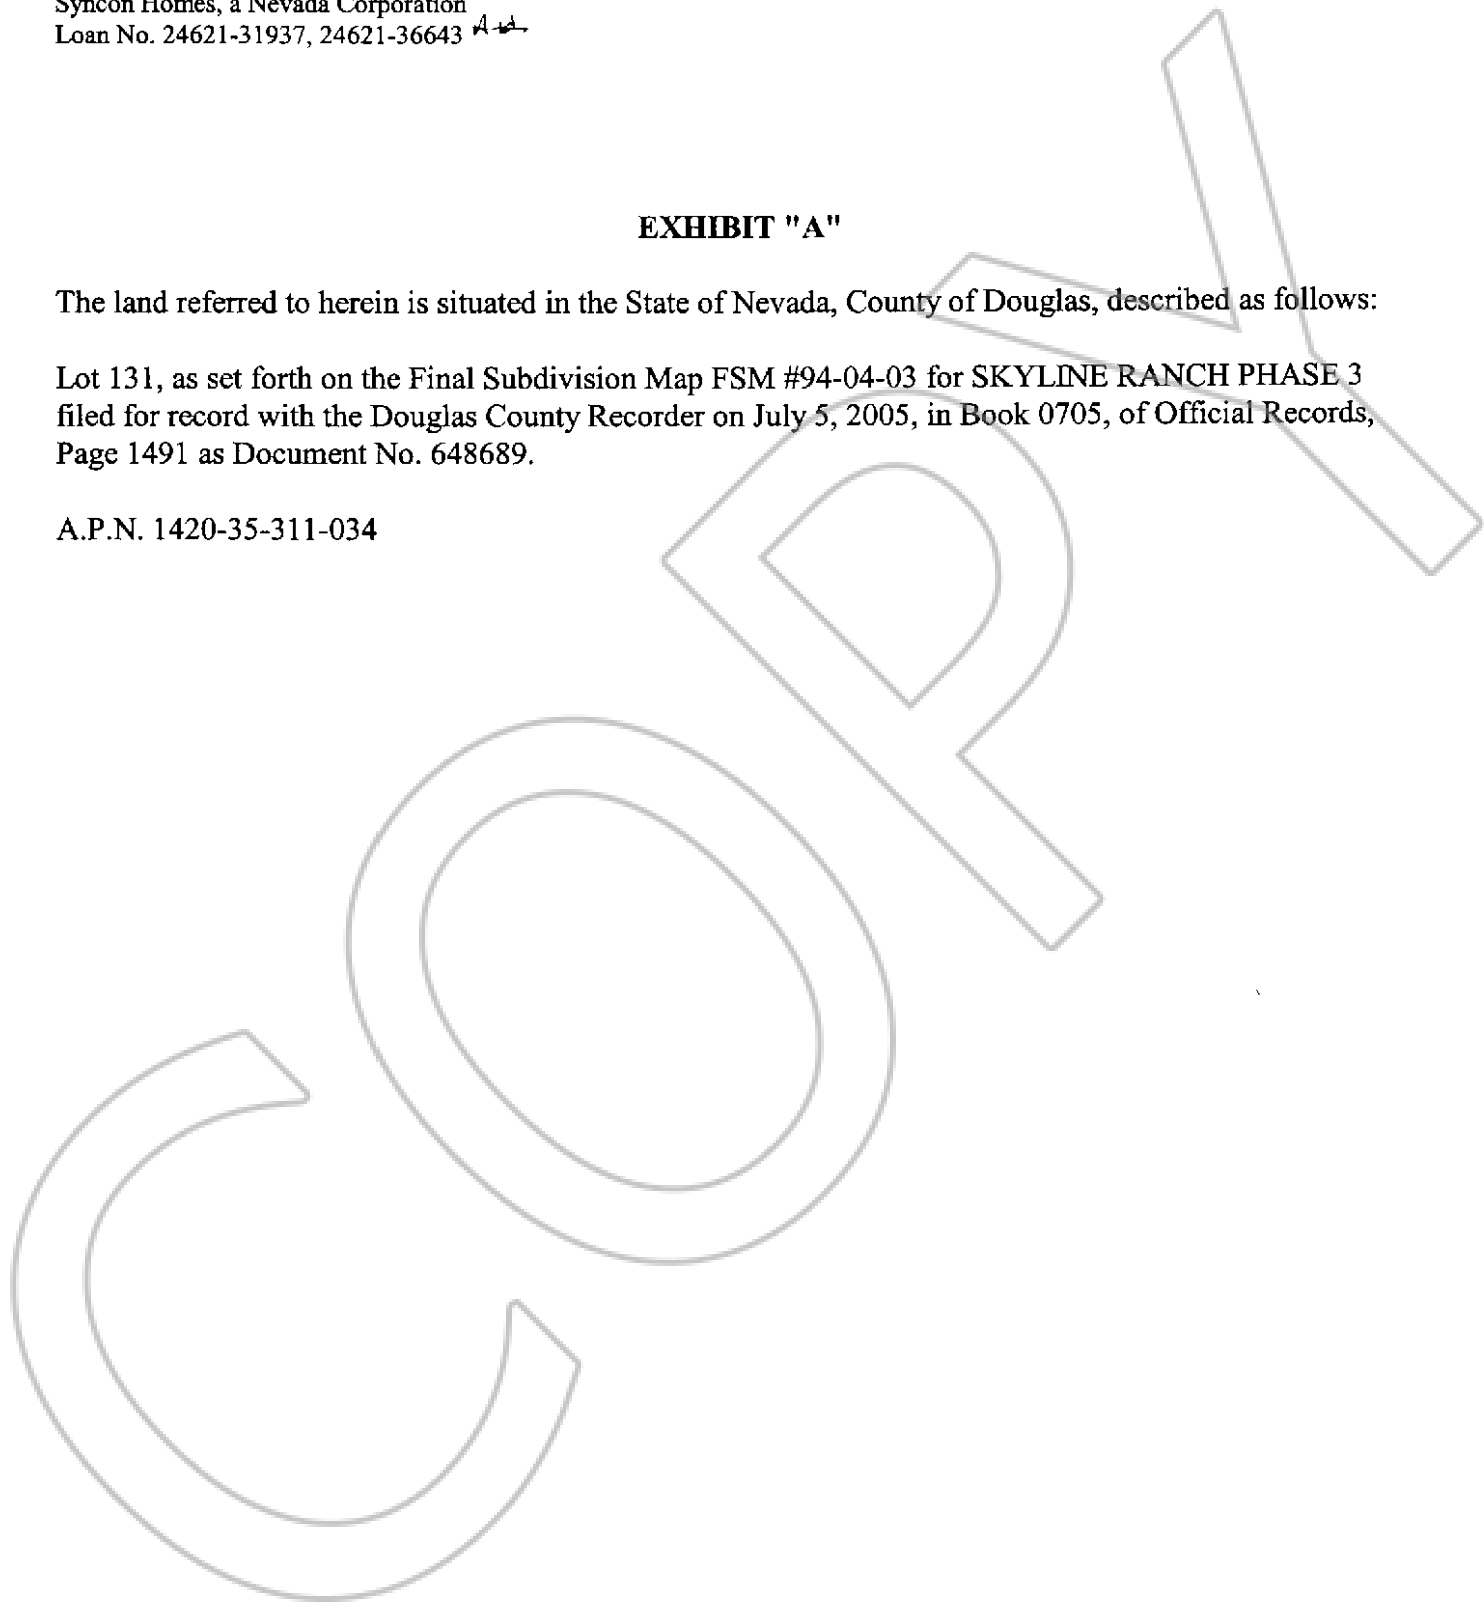 Syncon Homes, a Nevada Corporation
Loan No. 24621-31937, 24621-36643
EXHIBIT "A"
The land referred to herein is situated in the State of Nevada, County of Douglas, described as follows:
Lot 131, as set forth on the Final Subdivision Map FSM #94-04-03 for SKYLINE RANCH PHASE 3
filed for record with the Douglas County Recorder on July 5, 2005, in Book 0705, of Official Records,
Page 1491 as Document No. 648689.
A.P.N. 1420-35-311-034
COPY